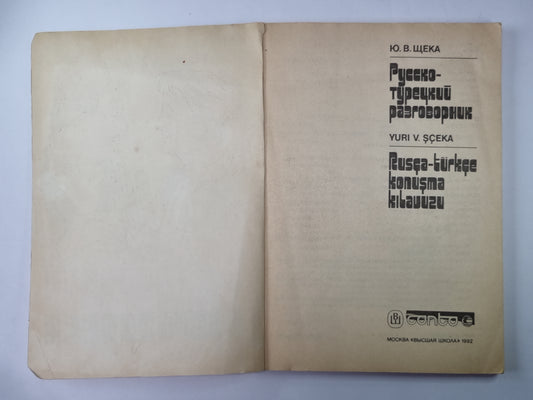 Ю. В. ЩЕКА
Русско-
турецкий
разговорник
YURI V. ŞÇEKA
Rusça-türkçe
konuşma
kılavuzu
МОСКВА «ВЫСШАЯ ШКОЛА» 1992